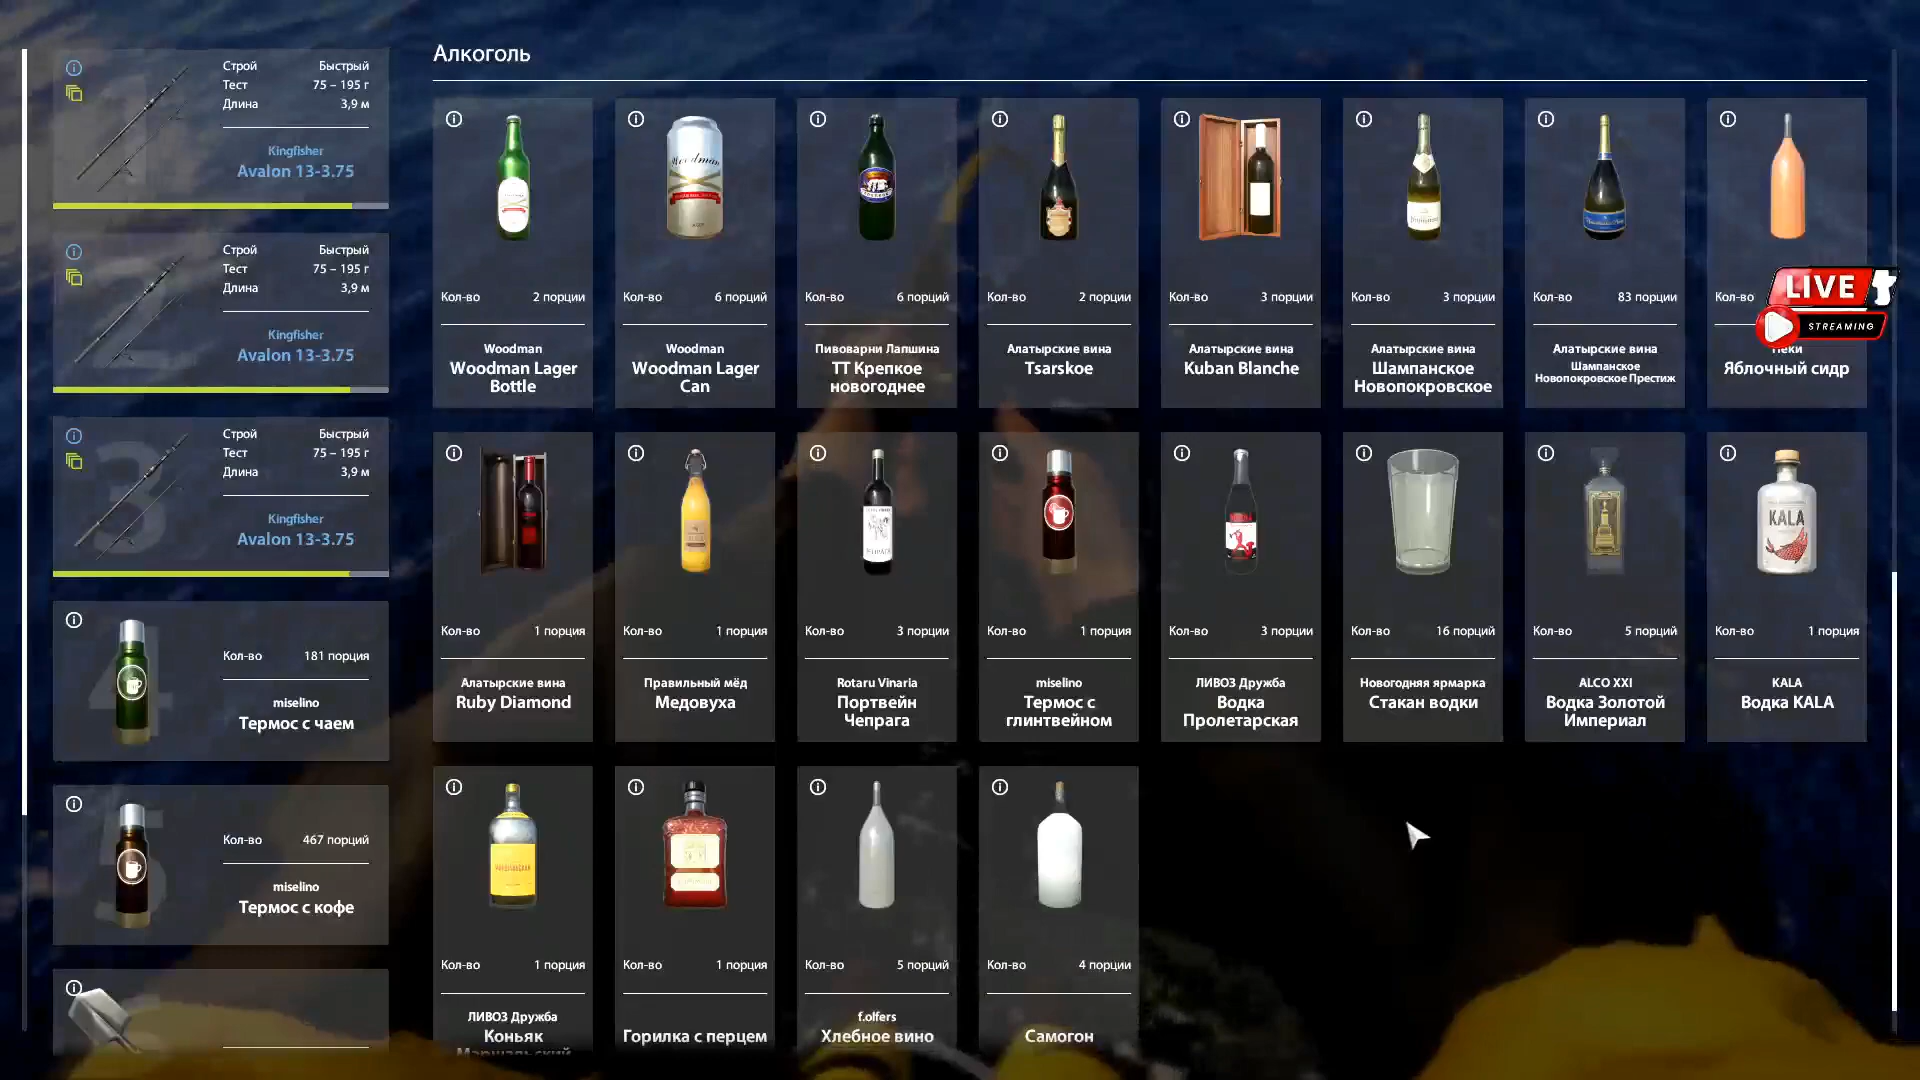 Строй Быстрый
Тест 75 – 195 г
Длина 3,9 м
Kingfisher
Avalon 13-3.75
Строй Быстрый
Тест 75 – 195 г
Длина 3,9 м
Kingfisher
Avalon 13-3.75
3
Строй Быстрый
Тест 75 – 195 г
Длина 3,9 м
Kingfisher
Avalon 13-3.75
4
Кол-во 181 порция
miselino
Термос с чаем
5
Кол-во 467 порций
miselino
Термос с кофе
Алкоголь
Кол-во 2 порции
Woodman
Woodman Lager
Bottle
Woodman
Кол-во 6 порций
Woodman
Woodman Lager
Can
Кол-во 6 порций
Пивоварни Лапшина
ТТ Крепкое
новогоднее
Кол-во 2 порции
Алатырские вина
Tsarskoe
Кол-во 3 порции
Алатырские вина
Kuban Blanche
Кол-во 3 порции
Алатырские вина
Шампанское
Новопокровское
Кол-во 83 порции
Алатырские вина
Шампанское
Новопокровское Престиж
Кол-во
Яблочный сидр
LIVE
STREAMING
Кол-во 1 порция
Алатырские вина
Ruby Diamond
Кол-во 1 порция
Правильный мёд
Медовуха
Кол-во 3 порции
Rotaru Vinaria
Портвейн
Чепрага
Кол-во 1 порция
miselino
Термос с
глинтвейном
Кол-во 3 порции
ЛИВОЗ Дружба
Водка
Пролетарская
Кол-во 16 порций
Новогодняя ярмарка
Стакан водки
Кол-во 5 порций
ALCO XXI
Водка Золотой
Империал
KALA
Кол-во 1 порция
KALA
Водка KALA
Кол-во 1 порция
ЛИВОЗ Дружба
Коньяк
Маршальский
Кол-во 1 порция
Горилка с перцем
Кол-во 5 порций
f.olfers
Хлебное вино
Кол-во 4 порции
Самогон